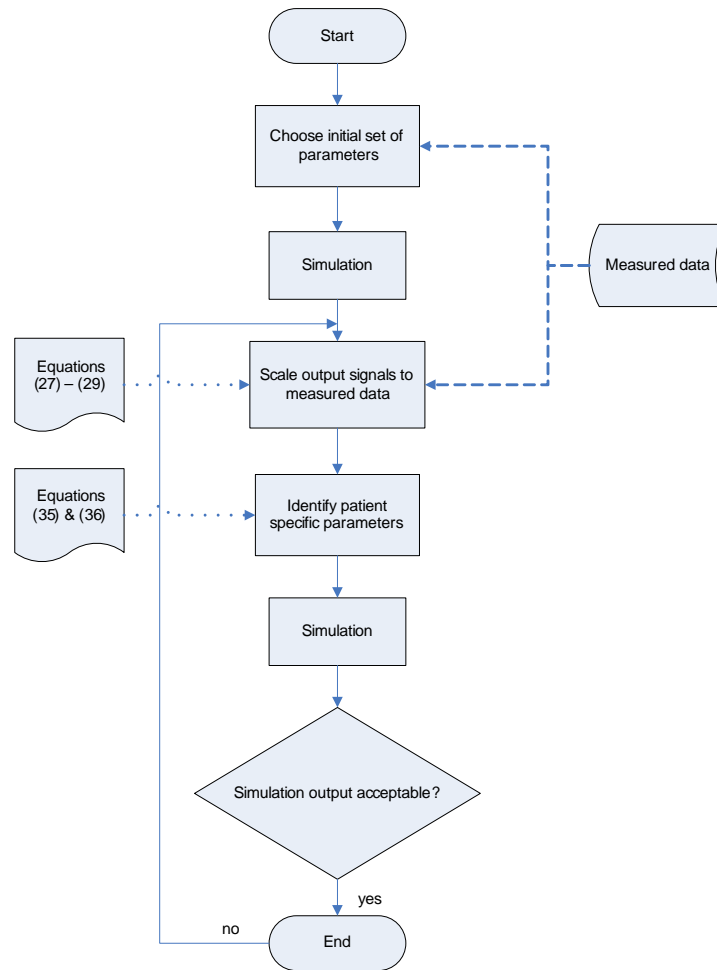 Start
Choose initial set of
parameters
Simulation
Measured data
Equations
(27) – (29)
Scale output signals to
measured data
Equations
(35) & (36)
Identify patient
specific parameters
Simulation
Simulation output acceptable?
yes
no
End